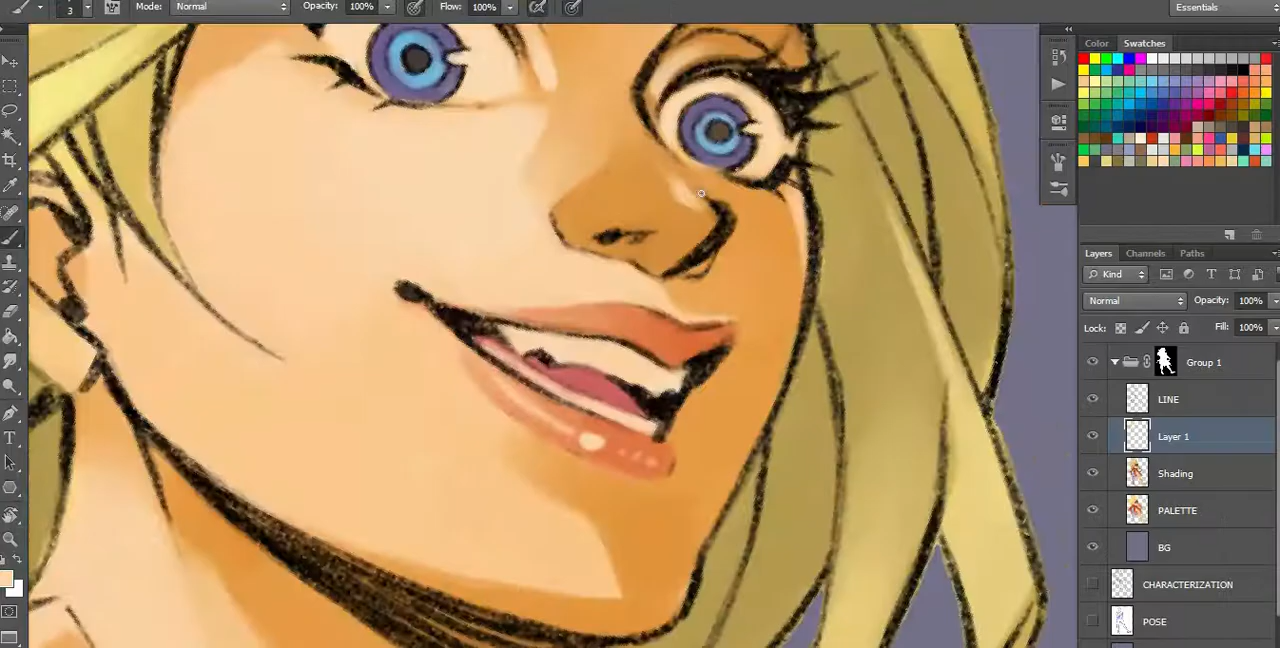 3 Mode: Normal Opacity: 100% Flow: 100% Essentials
Color Swatches
Layers Channels Paths
Kind T
Normal Opacity: 100%
Lock: Fill: 100%
Group 1
LINE
Layer 1
Shading
PALETTE
BG
CHARACTERIZATION
POSE